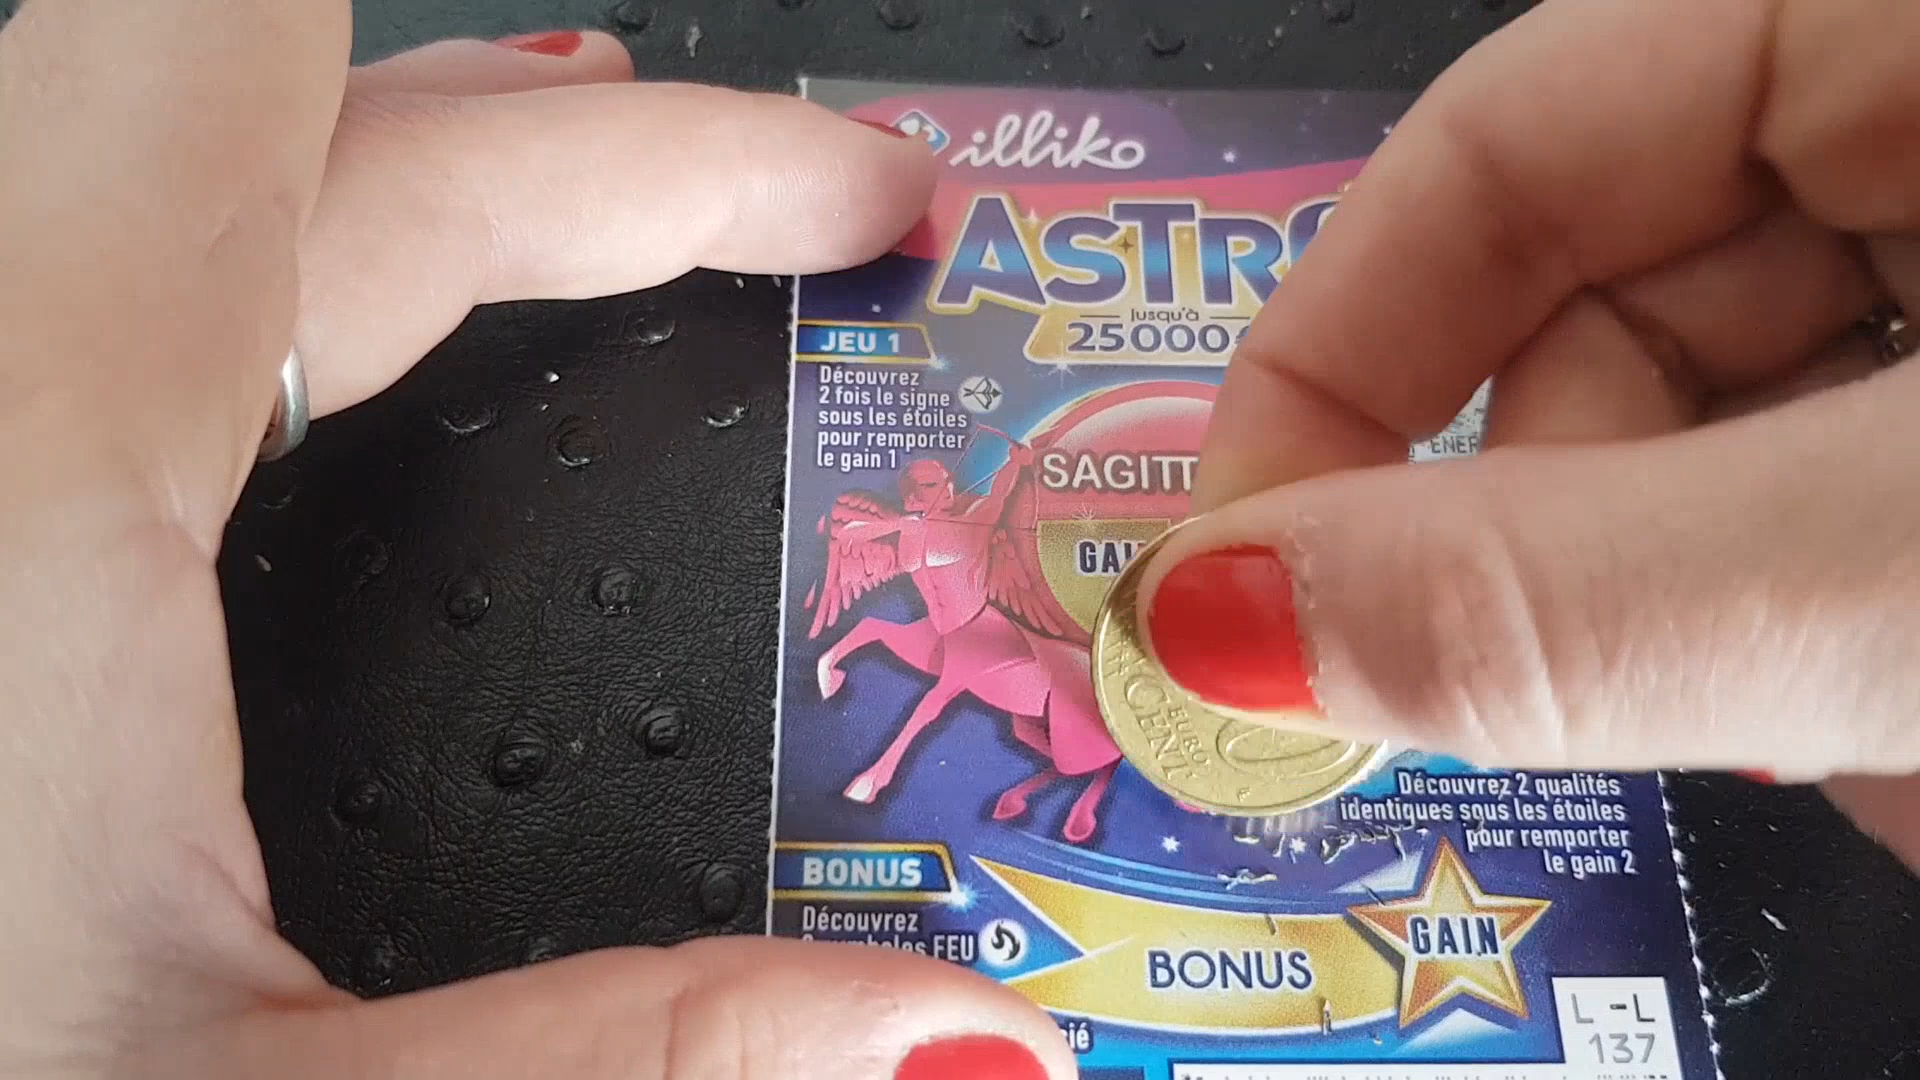 illiko
ASTR
Jusqu'à
25000
JEU 1
Découvrez
2 fois le signe
sous les étoiles
pour remporter
le gain 1
SAGITT
ENER
GAI
EURO
CENT
Découvrez 2 qualités
identiques sous les étoiles
pour remporter
le gain 2
BONUS
Découvrez
FEU
BONUS
GAIN
L - L
137